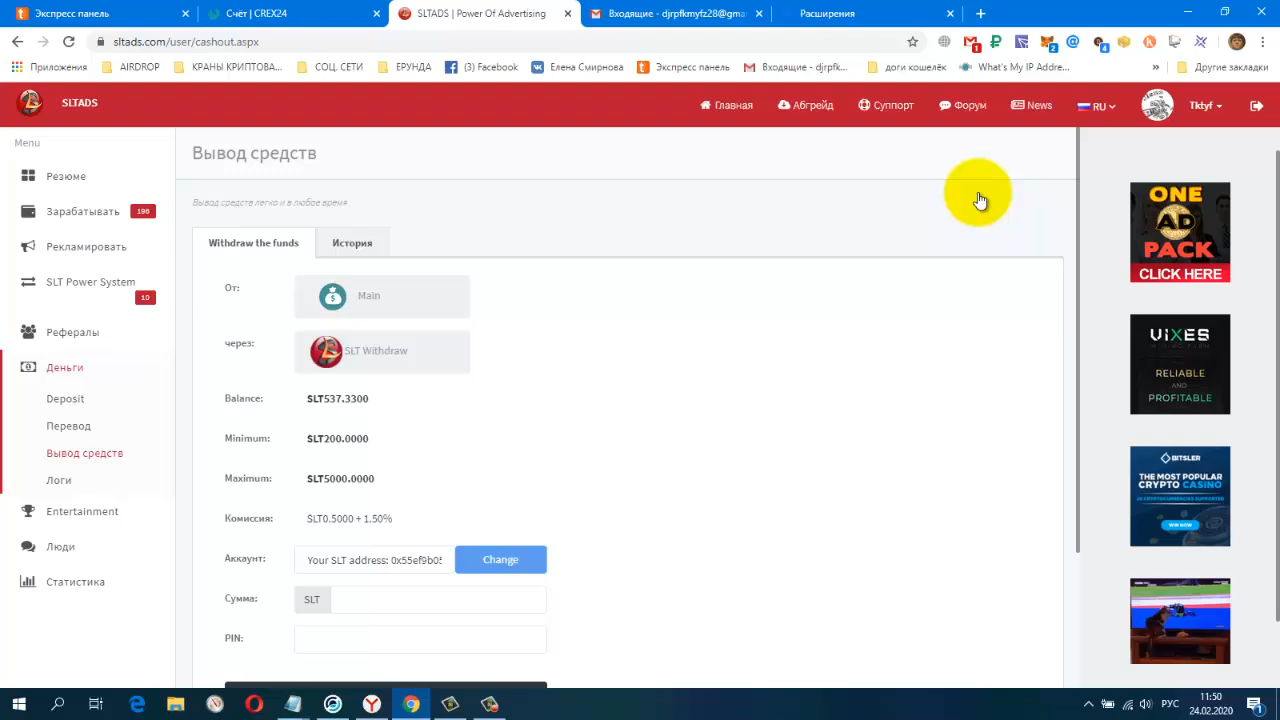 Экспресс панель
Счёт | CREX24
SLTADS | Power Of Advertising
Входящие - djrpfkmyfz28@gma
Расширения
sltads.com/user/cashout.aspx
Приложения
AIRDROP
КРАНЫ КРИПТОВА...
СОЦ. СЕТИ
ЕРУНДА
(3) Facebook
Елена Смирнова
Экспресс панель
Входящие - djrpfk...
доги кошелёк
What's My IP Addre...
»
Другие закладки
SLTADS
Главная
Абгрейд
Суппорт
Форум
News
RU
Tktyf
Menu
Резюме
Зарабатывать 196
Рекламировать
SLT Power System
10
Рефералы
Деньги
Deposit
Перевод
Вывод средств
Логи
Entertainment
Люди
Статистика
Вывод средств
Вывод средств легко и в любое время
Withdraw the funds
История
От: Main
через: SLT Withdraw
Balance: SLT537.3300
Minimum: SLT200.0000
Maximum: SLT5000.0000
Комиссия: SLT0.5000 + 1.50%
Аккаунт: Your SLT address: 0x55ef9b05 Change
Сумма: SLT
PIN:
ONE
AD
PACK
CLICK HERE
ViXES
RELIABLE
AND
PROFITABLE
BITSLER
THE MOST POPULAR
CRYPTO CASINO
WIN NOW
РУС
11:50
24.02.2020
1